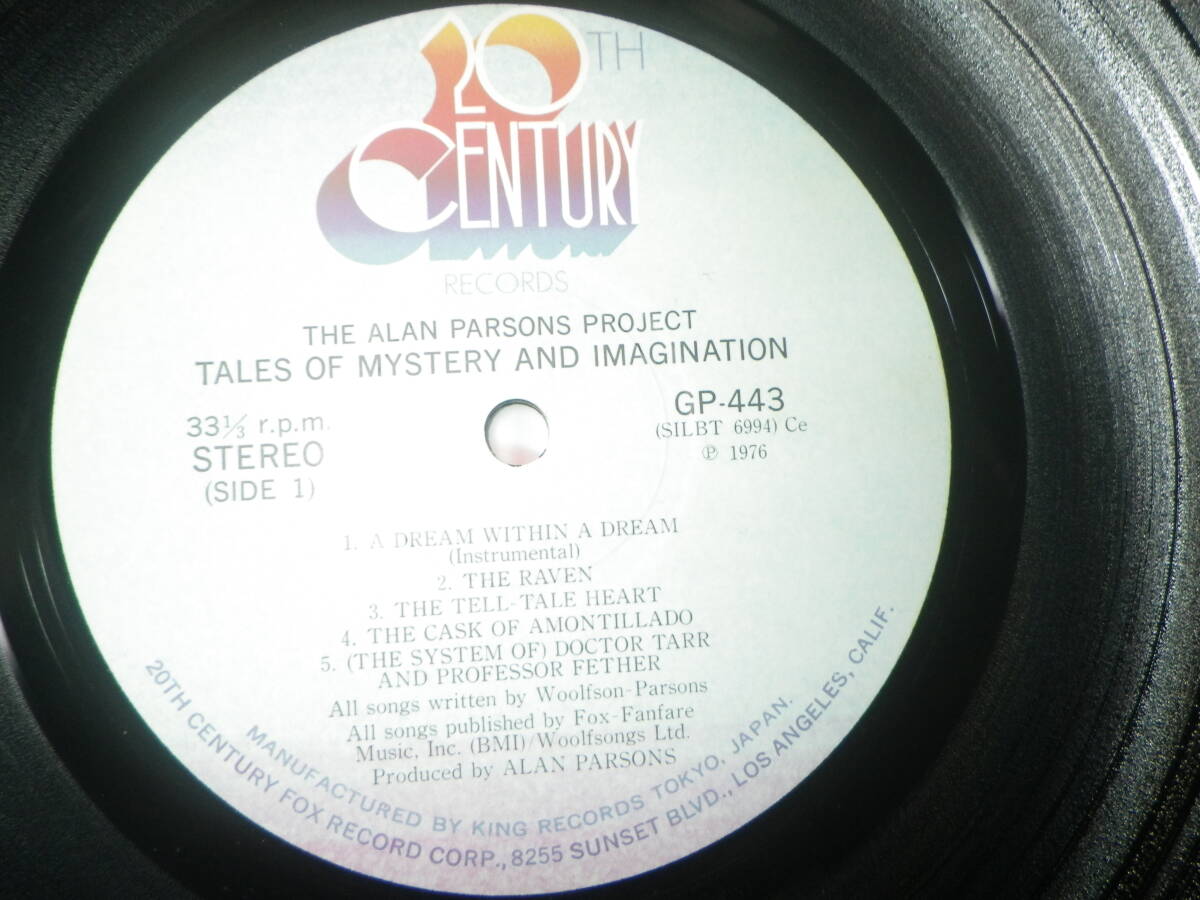 20TH
CENTURY
RECORDS
THE ALAN PARSONS PROJECT
TALES OF MYSTERY AND IMAGINATION
33⅓ r.p.m.
STEREO
(SIDE 1)
GP-443
(SILBT 6994) Ce
℗ 1976
1. A DREAM WITHIN A DREAM
(Instrumental)
2. THE RAVEN
3. THE TELL-TALE HEART
4. THE CASK OF AMONTILLADO
5. (THE SYSTEM OF) DOCTOR TARR
AND PROFESSOR FETHER
All songs written by Woolfson-Parsons
All songs published by Fox-Fanfare
Music, Inc. (BMI)/Woolfsongs Ltd.
Produced by ALAN PARSONS
MANUFACTURED BY KING RECORDS TOKYO, JAPAN.
20TH CENTURY FOX RECORD CORP., 8255 SUNSET BLVD., LOS ANGELES, CALIF.